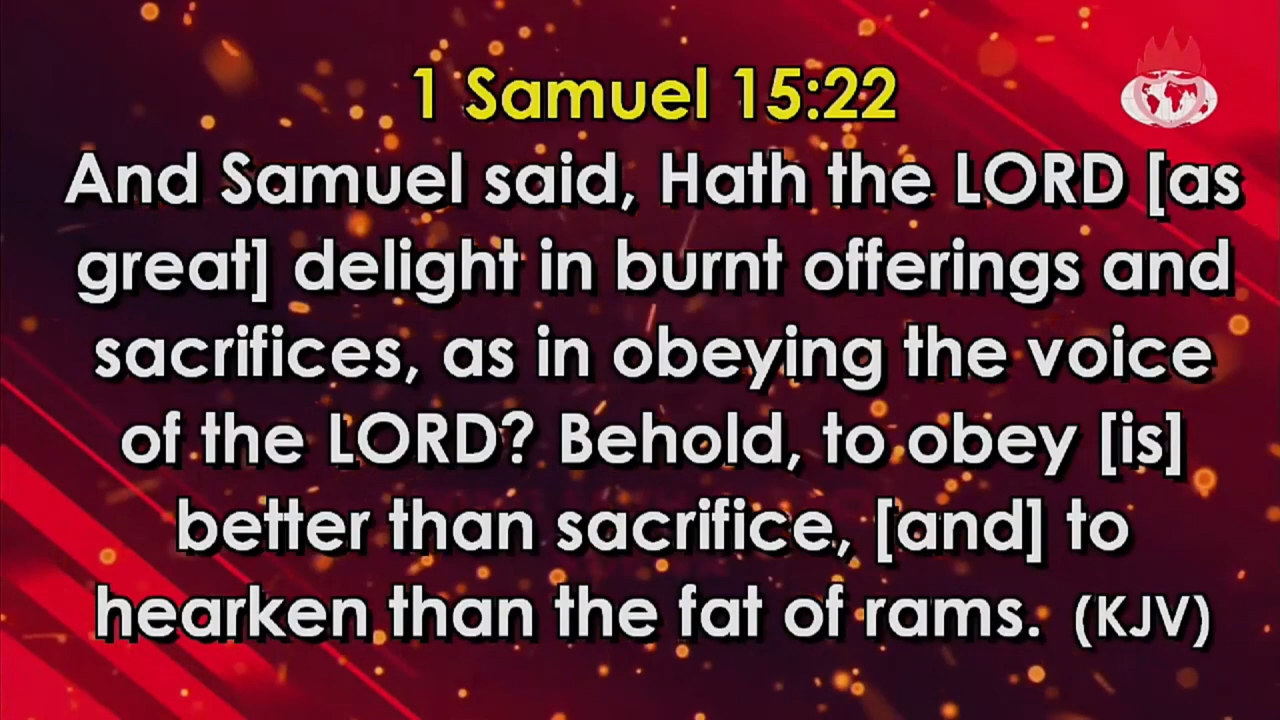 1 Samuel 15:22
And Samuel said, Hath the LORD [as
great] delight in burnt offerings and
sacrifices, as in obeying the voice
of the LORD? Behold, to obey [is]
better than sacrifice, [and] to
hearken than the fat of rams. (KJV)